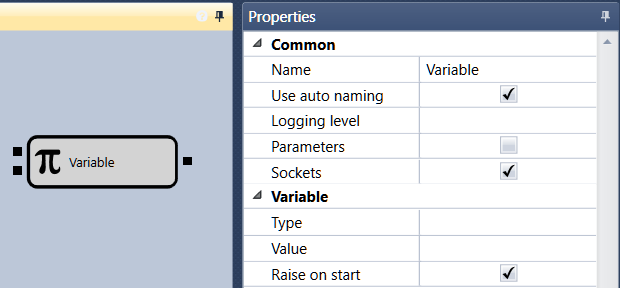 Properties
Common
Name Variable
Use auto naming
Logging level
Parameters
Sockets
Variable
Type
Value
Raise on start
π Variable